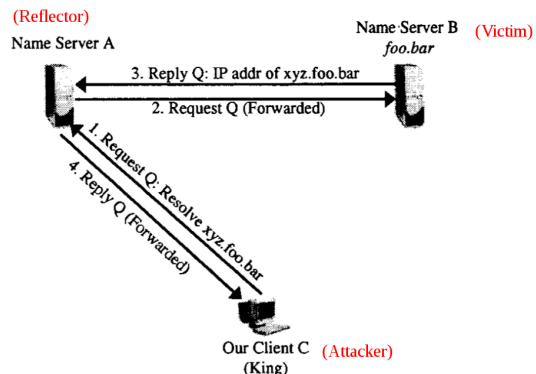 (Reflector)
Name Server A
Name Server B
foo.bar
(Victim)
3. Reply Q: IP addr of xyz.foo.bar
2. Request Q (Forwarded)
1. Request Q: Resolve xyz.foo.bar
4. Reply Q (Forwarded)
Our Client C
(King)
(Attacker)